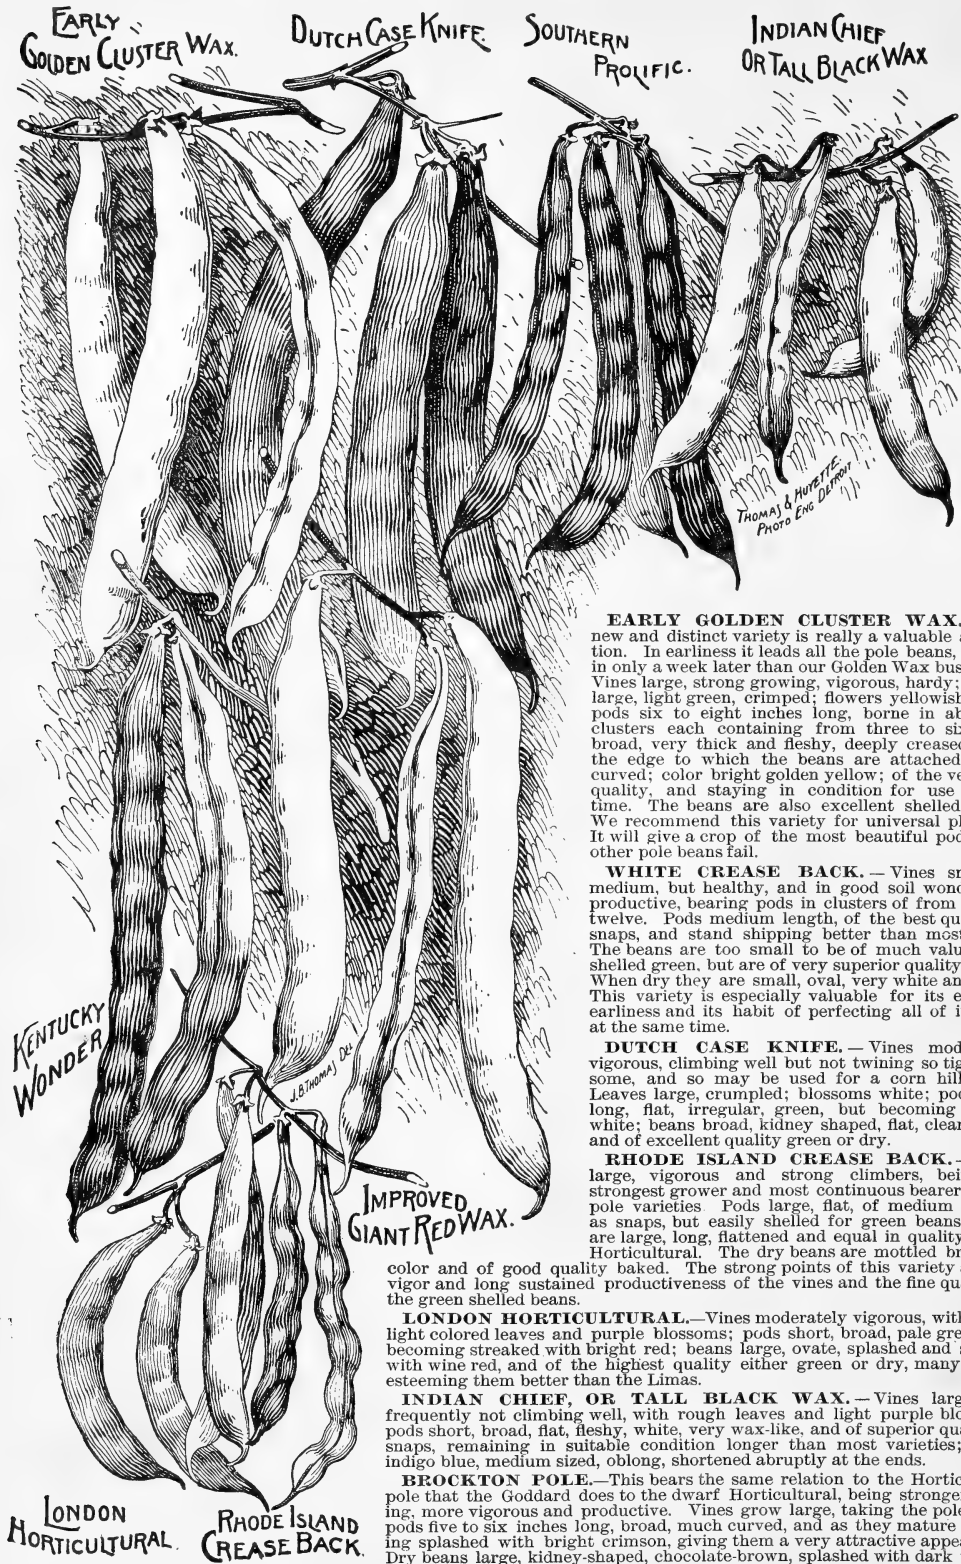 EARLY
GOLDEN CLUSTER WAX.
DUTCH CASE KNIFE.
SOUTHERN
PROLIFIC.
INDIAN CHIEF
OR TALL BLACK WAX
THOMAS & HUYETTE.
PHOTO ENG DETROIT
EARLY GOLDEN CLUSTER WAX.
new and distinct variety is really a valuable
tion. In earliness it leads all the pole beans,
in only a week later than our Golden Wax bus
Vines large, strong growing, vigorous, hardy;
large, light green, crimped; flowers yellowish
pods six to eight inches long, borne in ab
clusters each containing from three to six
broad, very thick and fleshy, deeply creased
the edge to which the beans are attached
curved; color bright golden yellow; of the ve
quality, and staying in condition for use
time. The beans are also excellent shelled
We recommend this variety for universal pl
It will give a crop of the most beautiful pod
other pole beans fail.
WHITE CREASE BACK. — Vines sm
medium, but healthy, and in good soil wond
productive, bearing pods in clusters of from
twelve. Pods medium length, of the best qu
snaps, and stand shipping better than most
The beans are too small to be of much valu
shelled green, but are of very superior quality
When dry they are small, oval, very white an
This variety is especially valuable for its e
earliness and its habit of perfecting all of i
at the same time.
DUTCH CASE KNIFE. — Vines mod
vigorous, climbing well but not twining so tig
some, and so may be used for a corn hill
Leaves large, crumpled; blossoms white; pod
long, flat, irregular, green, but becoming
white; beans broad, kidney shaped, flat, clear
and of excellent quality green or dry.
RHODE ISLAND CREASE BACK.—
large, vigorous and strong climbers, bei
strongest grower and most continuous bearer
pole varieties. Pods large, flat, of medium
as snaps, but easily shelled for green beans
are large, long, flattened and equal in quality
Horticultural. The dry beans are mottled br
color and of good quality baked. The strong points of this variety
vigor and long sustained productiveness of the vines and the fine qu
the green shelled beans.
LONDON HORTICULTURAL.—Vines moderately vigorous, with
light colored leaves and purple blossoms; pods short, broad, pale gre
becoming streaked with bright red; beans large, ovate, splashed and
with wine red, and of the highest quality either green or dry, many
esteeming them better than the Limas.
INDIAN CHIEF, OR TALL BLACK WAX.—Vines larg
frequently not climbing well, with rough leaves and light purple blo
pods short, broad, flat, fleshy, white, very wax-like, and of superior qua
snaps, remaining in suitable condition longer than most varieties;
indigo blue, medium sized, oblong, shortened abruptly at the ends.
BROCKTON POLE.—This bears the same relation to the Hortic
pole that the Goddard does to the dwarf Horticultural, being stronge
ing, more vigorous and productive. Vines grow large, taking the pole
pods five to six inches long, broad, much curved, and as they mature
ing splashed with bright crimson, giving them a very attractive appea
Dry beans large, kidney-shaped, chocolate-brown, splashed with dark
KENTUCKY
WONDER
J.B. THOMAS DEL
IMPROVED
GIANT RED WAX.
LONDON
HORTICULTURAL.
RHODE ISLAND
CREASE BACK.